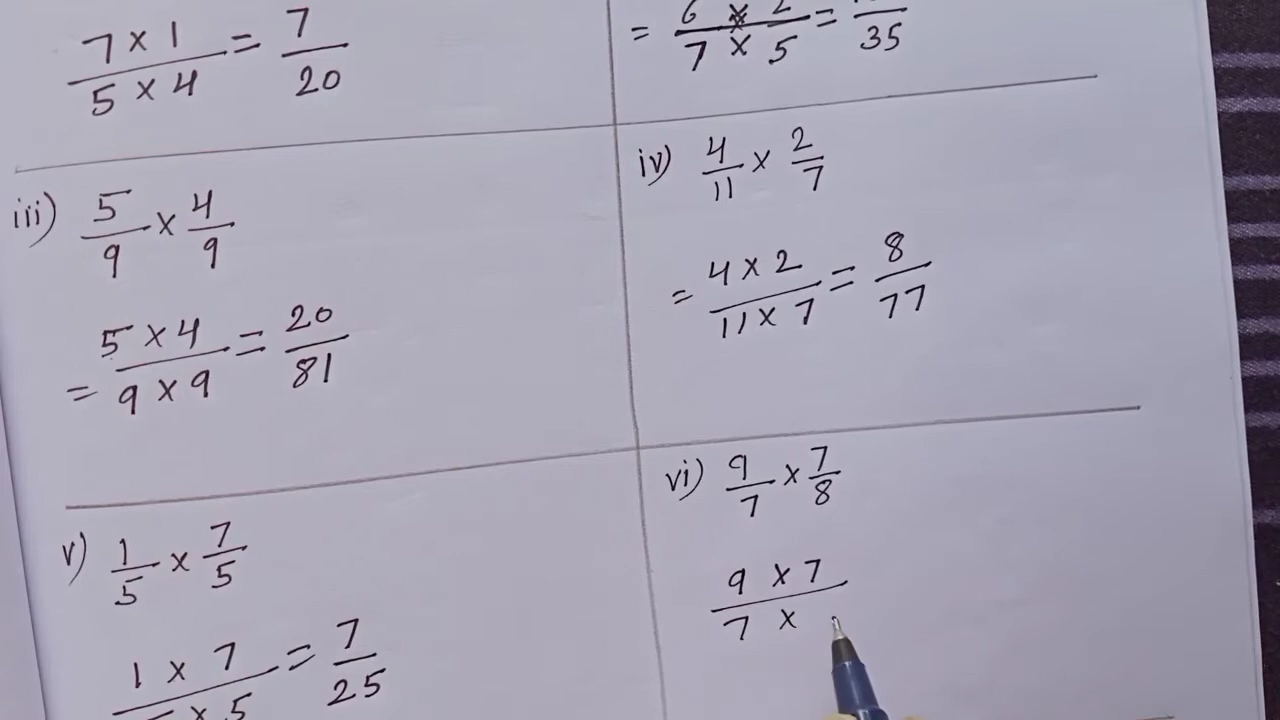 7 × 1 / 5 × 4 = 7 / 20
= 6 × 2 / 7 × 5 = / 35
iii) 5/9 × 4/9
= 5 × 4 / 9 × 9 = 20 / 81
iv) 4/11 × 2/7
= 4 × 2 / 11 × 7 = 8 / 77
v) 1/5 × 7/5
1 × 7 / × 5 = 7 / 25
vi) 9/7 × 7/8
9 × 7 / 7 ×